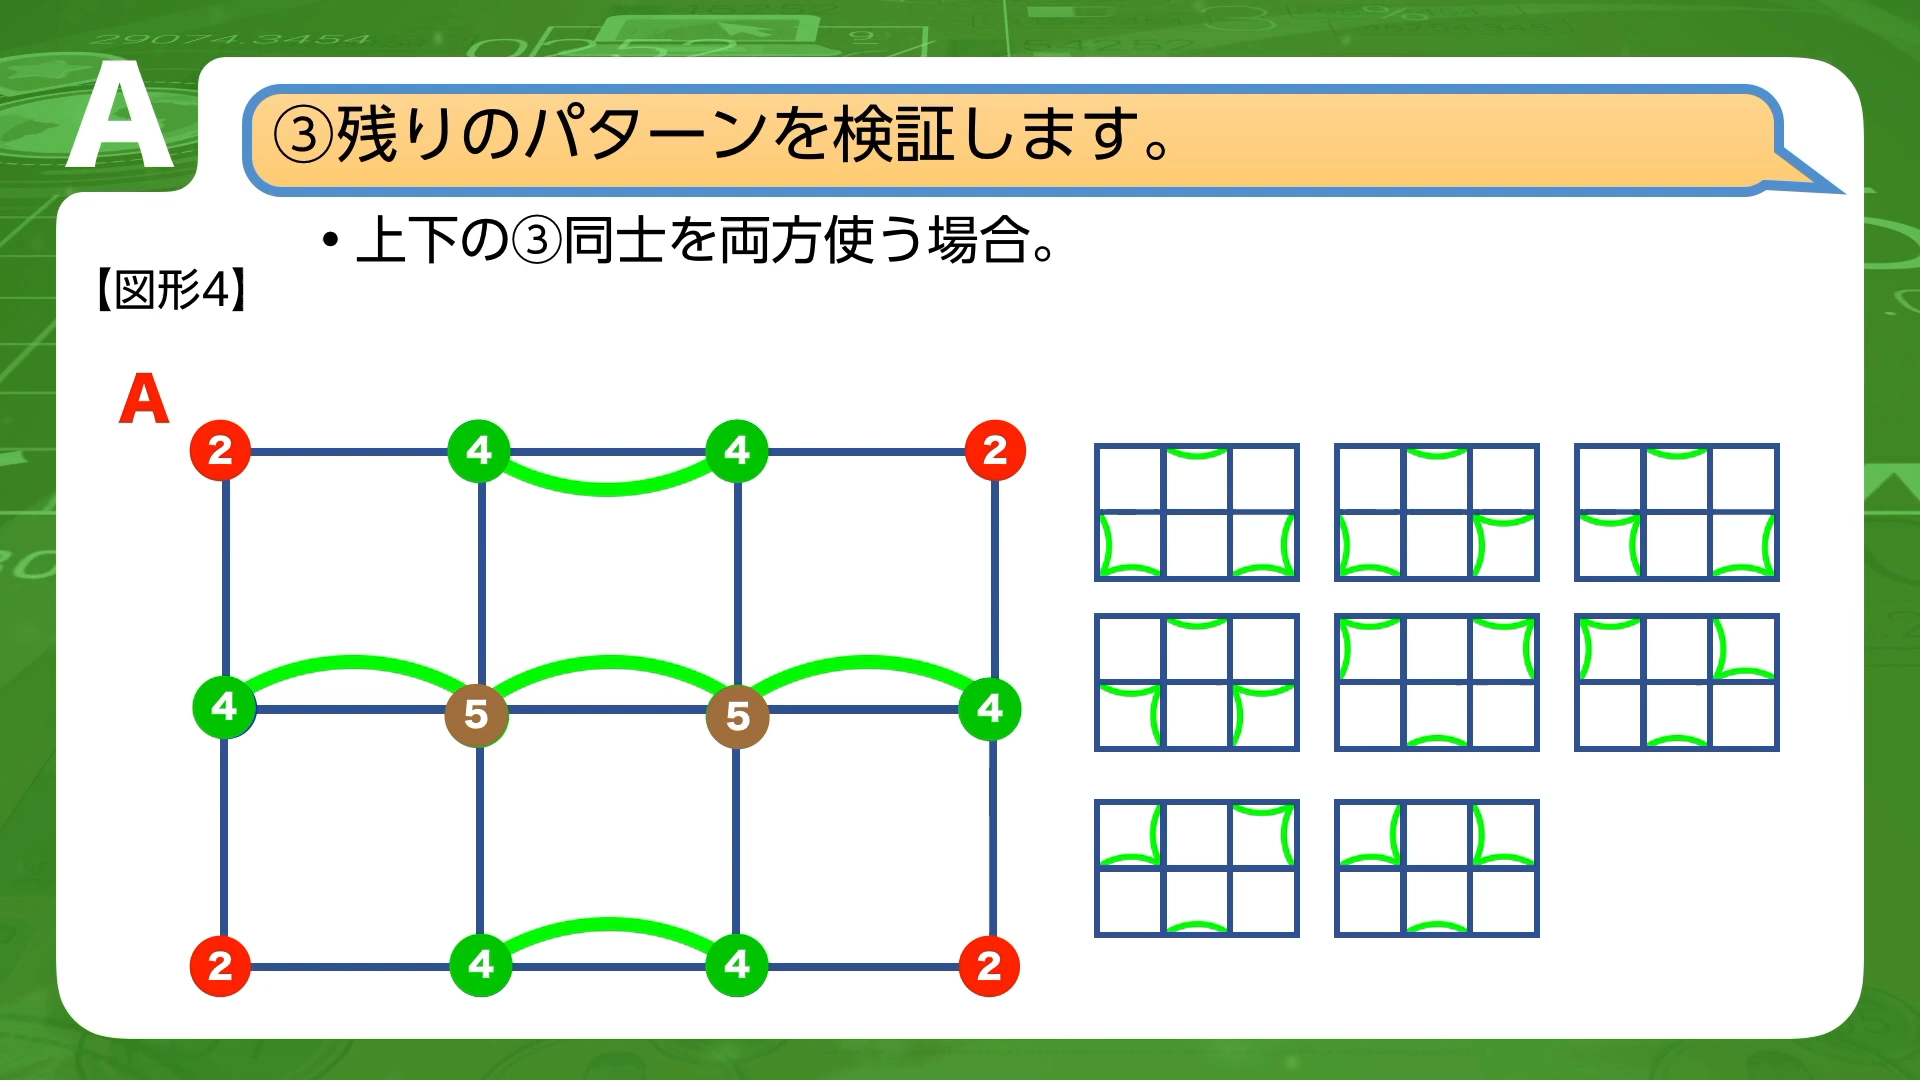 A
③残りのパターンを検証します。
• 上下の③同士を両方使う場合。
【図形4】
A
2 4 4 2
4 5 5 4
2 4 4 2